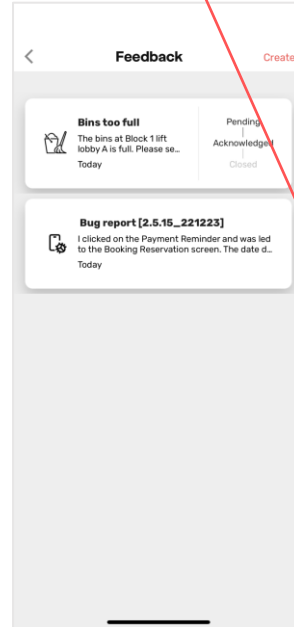 Feedback
Create
Bins too full
The bins at Block 1 lift
lobby A is full. Please se...
Today
Pending
Acknowledged
Closed
Bug report [2.5.15_221223]
I clicked on the Payment Reminder and was led
to the Booking Reservation screen. The date d...
Today